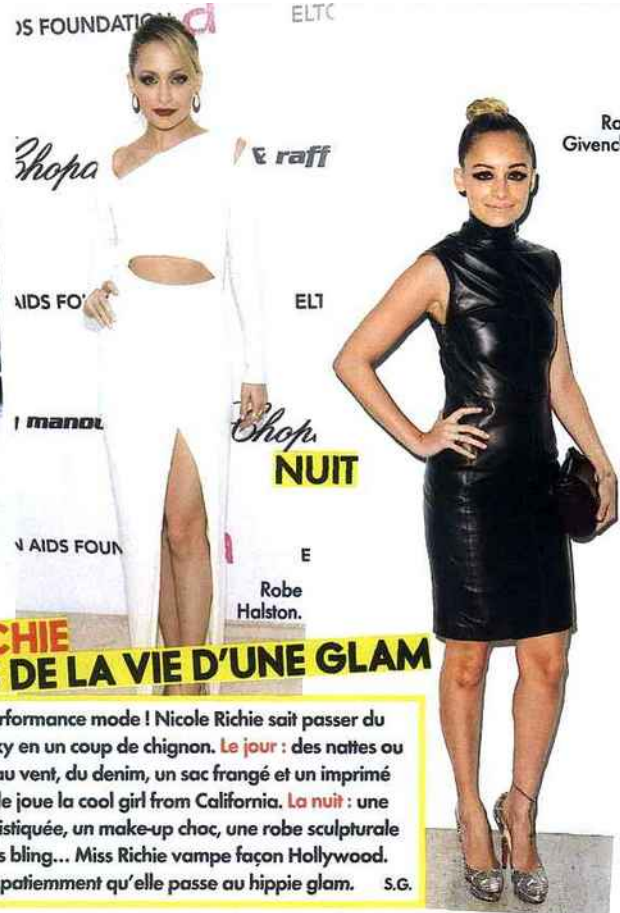 DS FOUNDATION
ELTO
Chopa
raff
Ro
Givencl
AIDS FO
ELT
manou
Chop
NUIT
N AIDS FOUN
E
Robe
Halston.
CHIE
DE LA VIE D'UNE GLAM
rformance mode ! Nicole Richie sait passer du
ky en un coup de chignon. Le jour : des nattes ou
au vent, du denim, un sac frangé et un imprimé
le joue la cool girl from California. La nuit : une
istiquée, un make-up choc, une robe sculpturale
s bling... Miss Richie vampe façon Hollywood.
patiemment qu'elle passe au hippie glam. S.G.